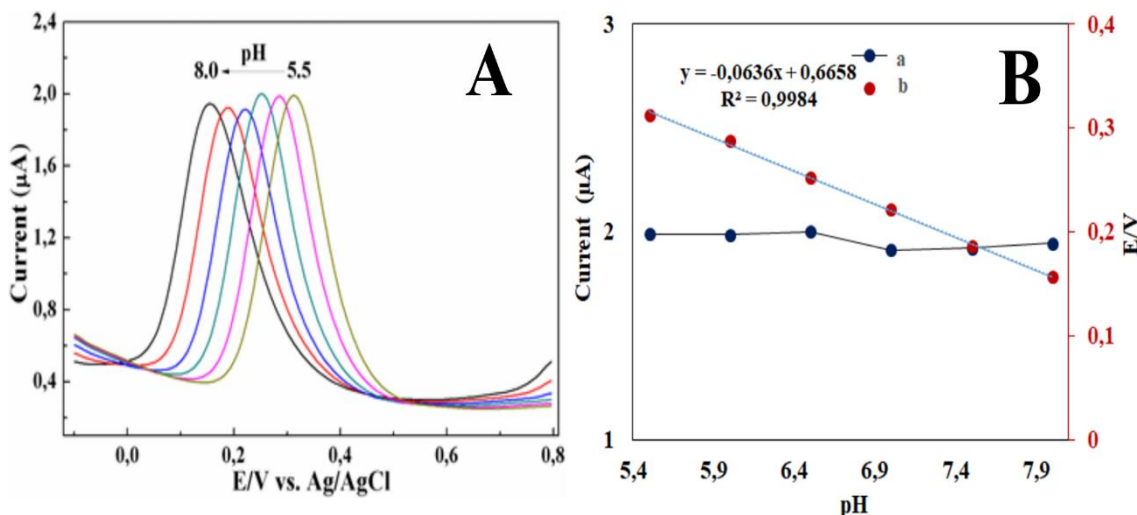 A
pH
8.0 5.5
2,4
2,0
1,6
1,2
0,8
0,4
Current (µA)
0,0 0,2 0,4 0,6 0,8
E/V vs. Ag/AgCl
B
a
b
y = -0,0636x + 0,6658
R² = 0,9984
3
2
1
Current (µA)
0,4
0,3
0,2
0,1
0
E/V
5,4 5,9 6,4 6,9 7,4 7,9
pH